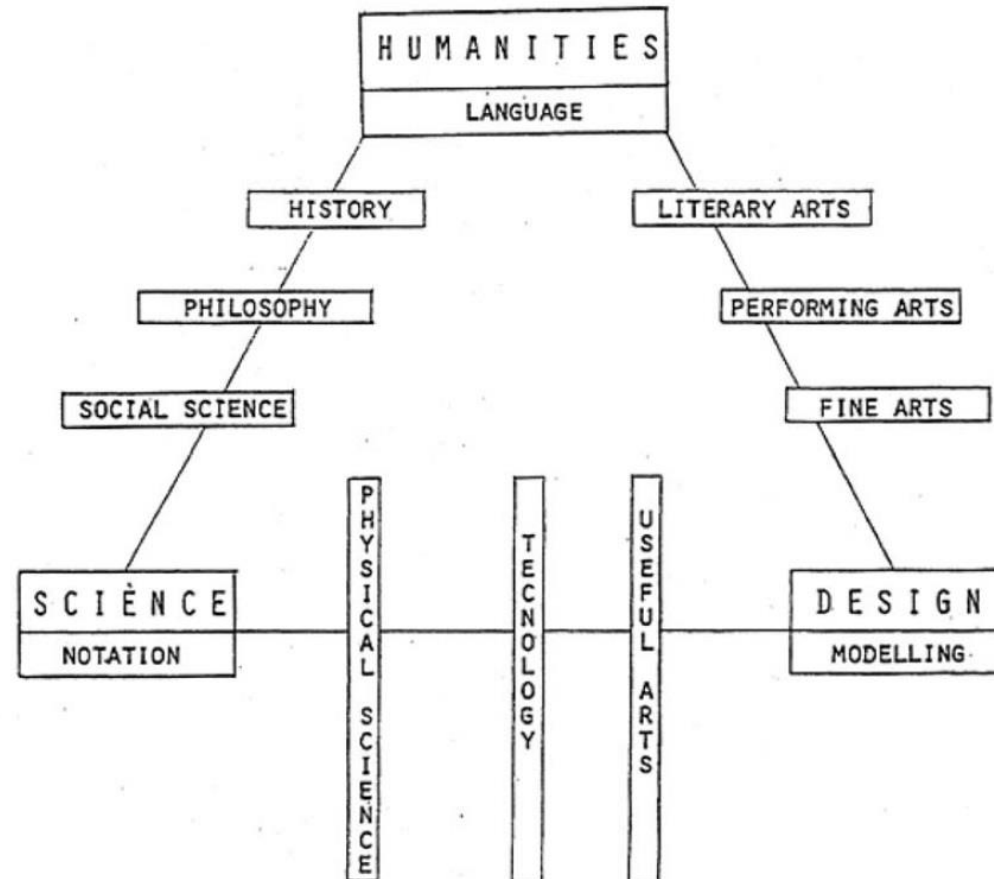 HUMANITIES
LANGUAGE
HISTORY
LITERARY ARTS
PHILOSOPHY
PERFORMING ARTS
SOCIAL SCIENCE
FINE ARTS
PHYSICAL SCIENCE
TECNOLOGY
USEFUL ARTS
SCIÈNCE
NOTATION
DESIGN
MODELLING